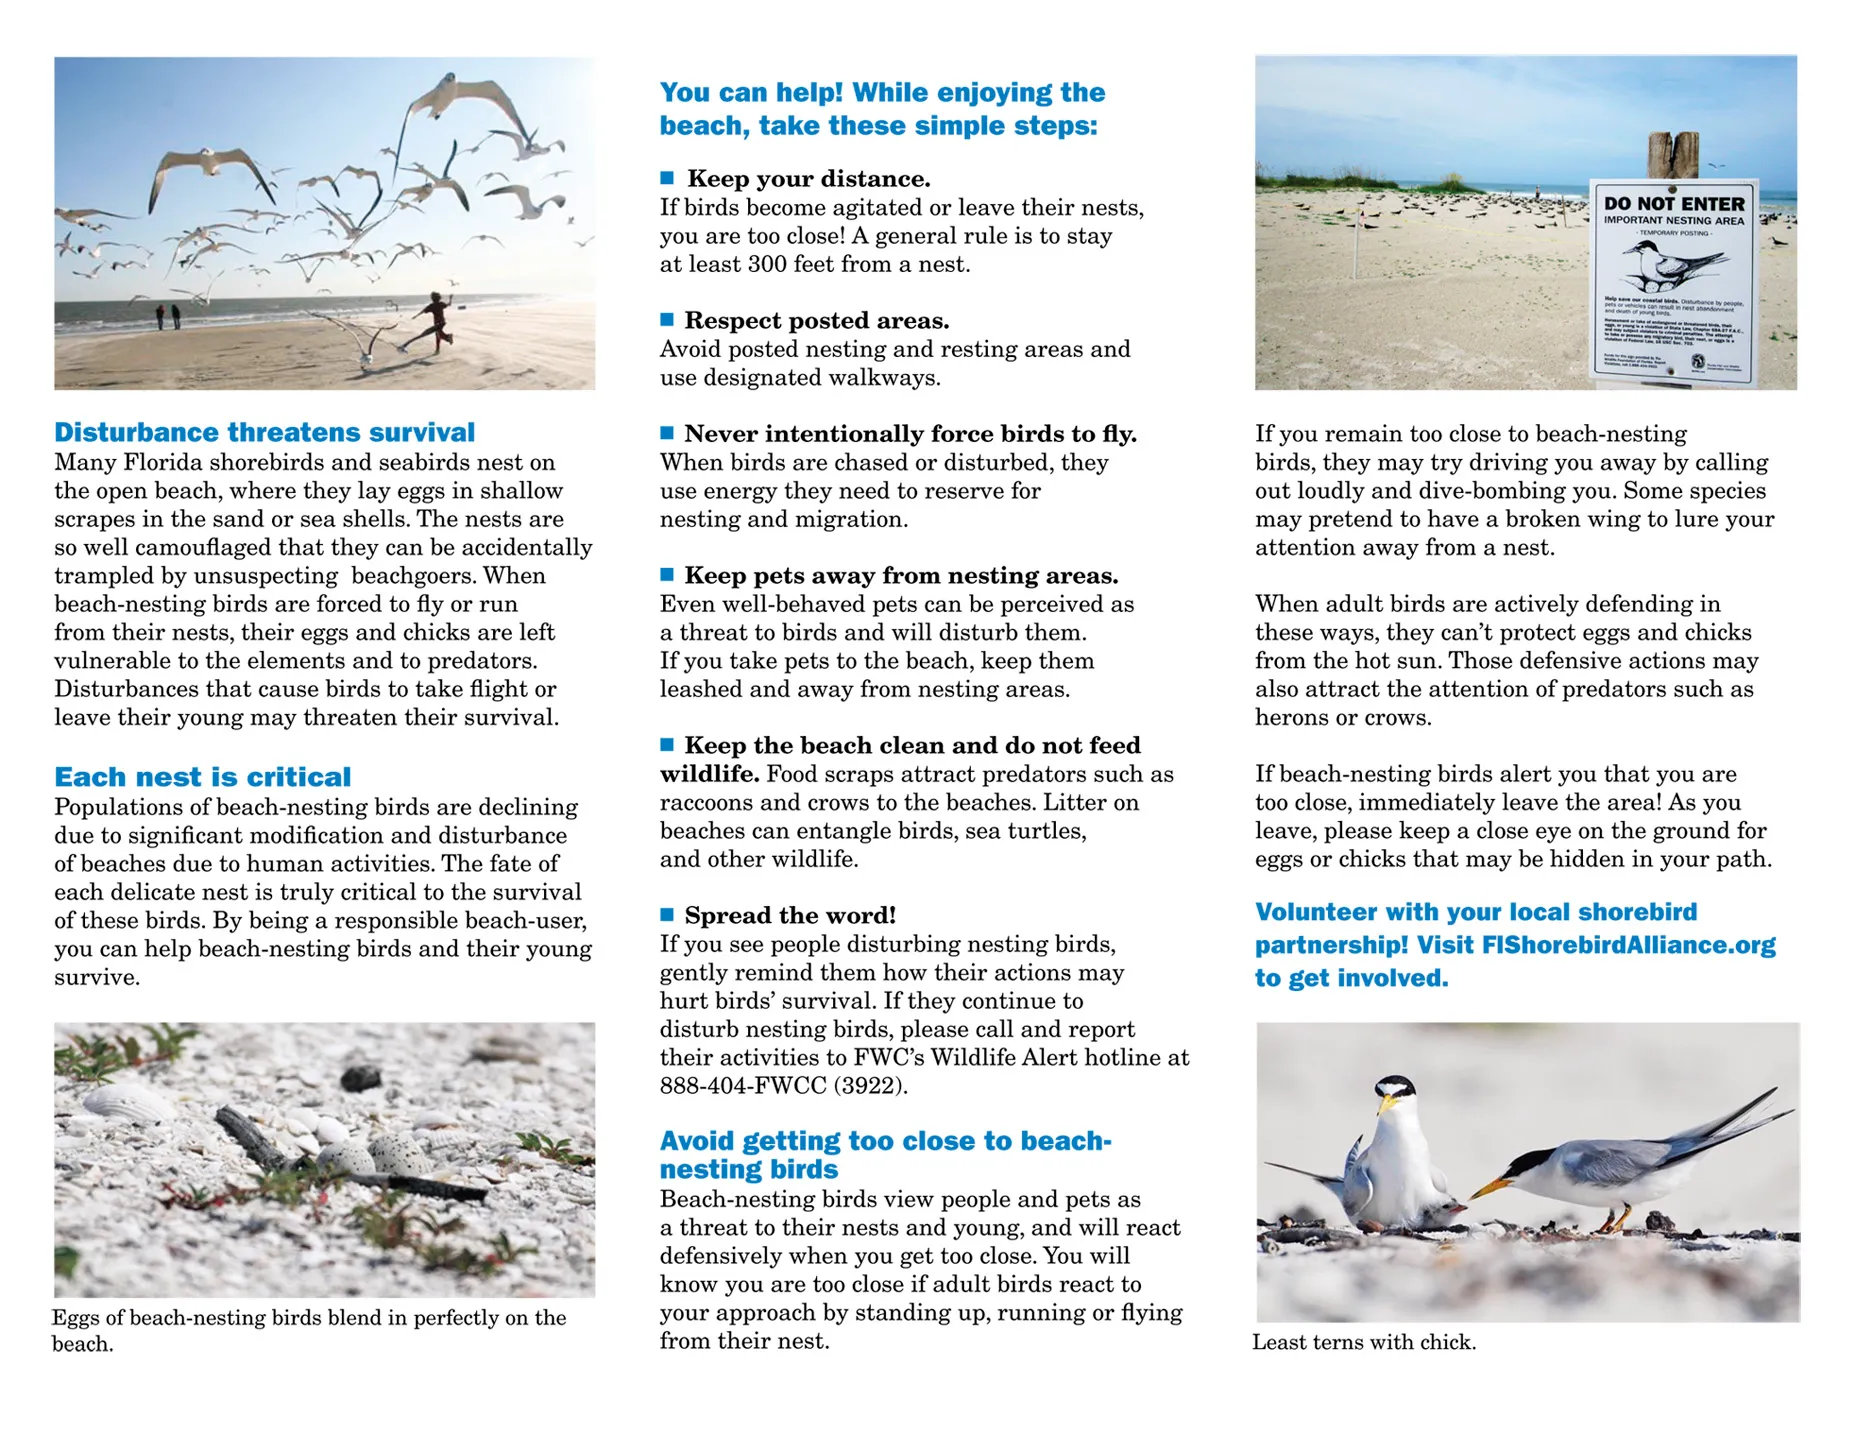 Disturbance threatens survival
Many Florida shorebirds and seabirds nest on
the open beach, where they lay eggs in shallow
scrapes in the sand or sea shells. The nests are
so well camouflaged that they can be accidentally
trampled by unsuspecting  beachgoers. When
beach-nesting birds are forced to fly or run
from their nests, their eggs and chicks are left
vulnerable to the elements and to predators.
Disturbances that cause birds to take flight or
leave their young may threaten their survival.
Each nest is critical
Populations of beach-nesting birds are declining
due to significant modification and disturbance
of beaches due to human activities. The fate of
each delicate nest is truly critical to the survival
of these birds. By being a responsible beach-user,
you can help beach-nesting birds and their young
survive.
Eggs of beach-nesting birds blend in perfectly on the
beach.
You can help! While enjoying the
beach, take these simple steps:
■ Keep your distance.
If birds become agitated or leave their nests,
you are too close! A general rule is to stay
at least 300 feet from a nest.
■ Respect posted areas.
Avoid posted nesting and resting areas and
use designated walkways.
■ Never intentionally force birds to fly.
When birds are chased or disturbed, they
use energy they need to reserve for
nesting and migration.
■ Keep pets away from nesting areas.
Even well-behaved pets can be perceived as
a threat to birds and will disturb them.
If you take pets to the beach, keep them
leashed and away from nesting areas.
■ Keep the beach clean and do not feed
wildlife. Food scraps attract predators such as
raccoons and crows to the beaches. Litter on
beaches can entangle birds, sea turtles,
and other wildlife.
■ Spread the word!
If you see people disturbing nesting birds,
gently remind them how their actions may
hurt birds' survival. If they continue to
disturb nesting birds, please call and report
their activities to FWC's Wildlife Alert hotline at
888-404-FWCC (3922).
Avoid getting too close to beach-
nesting birds
Beach-nesting birds view people and pets as
a threat to their nests and young, and will react
defensively when you get too close. You will
know you are too close if adult birds react to
your approach by standing up, running or flying
from their nest.
DO NOT ENTER
IMPORTANT NESTING AREA
- TEMPORARY POSTING -
Help save our coastal birds. Disturbance by people,
pets or vehicles can result in nest abandonment
and death of young birds.
If you remain too close to beach-nesting
birds, they may try driving you away by calling
out loudly and dive-bombing you. Some species
may pretend to have a broken wing to lure your
attention away from a nest.
When adult birds are actively defending in
these ways, they can't protect eggs and chicks
from the hot sun. Those defensive actions may
also attract the attention of predators such as
herons or crows.
If beach-nesting birds alert you that you are
too close, immediately leave the area! As you
leave, please keep a close eye on the ground for
eggs or chicks that may be hidden in your path.
Volunteer with your local shorebird
partnership! Visit FlShorebirdAlliance.org
to get involved.
Least terns with chick.